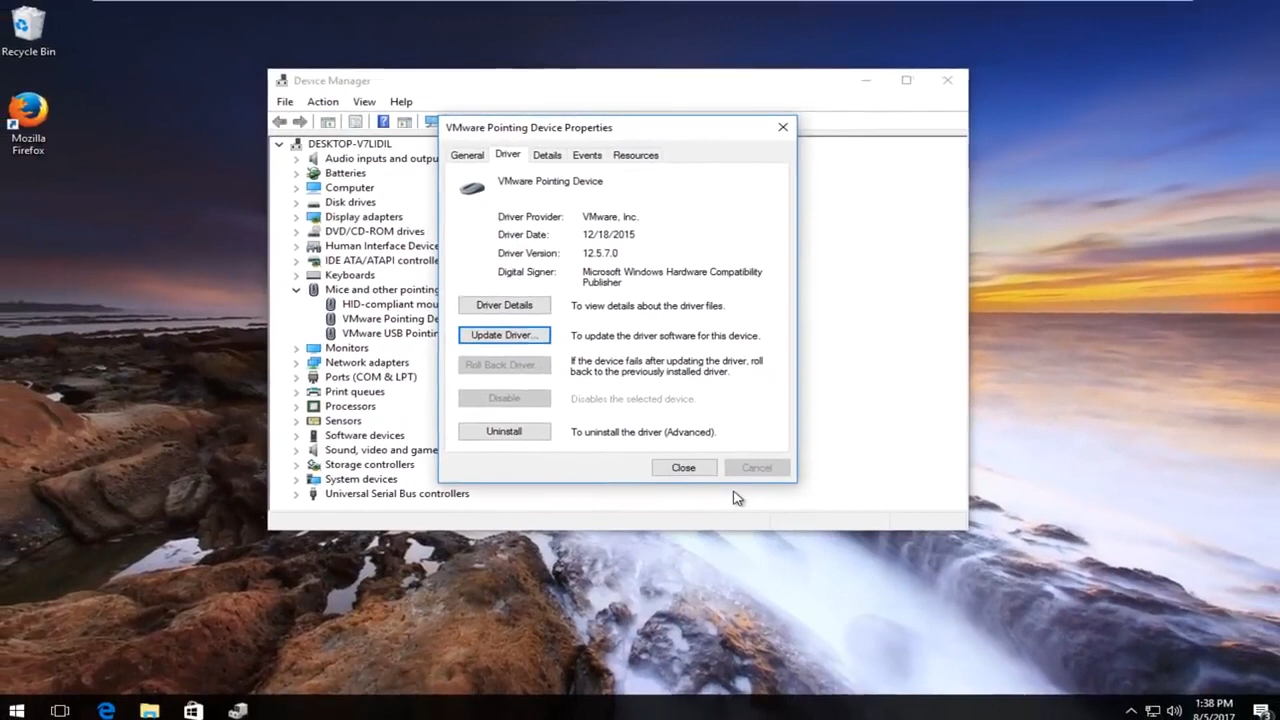 Recycle Bin
Mozilla
Firefox
Device Manager
File Action View Help
DESKTOP-V7LIDIL
Audio inputs and outpu
Batteries
Computer
Disk drives
Display adapters
DVD/CD-ROM drives
Human Interface Device
IDE ATA/ATAPI controlle
Keyboards
Mice and other pointing
HID-compliant mou
VMware Pointing De
VMware USB Pointin
Monitors
Network adapters
Ports (COM & LPT)
Print queues
Processors
Sensors
Software devices
Sound, video and game
Storage controllers
System devices
Universal Serial Bus controllers
VMware Pointing Device Properties
General Driver Details Events Resources
VMware Pointing Device
Driver Provider: VMware, Inc.
Driver Date: 12/18/2015
Driver Version: 12.5.7.0
Digital Signer: Microsoft Windows Hardware Compatibility
Publisher
Driver Details To view details about the driver files.
Update Driver... To update the driver software for this device.
Roll Back Driver... If the device fails after updating the driver, roll
back to the previously installed driver.
Disable Disables the selected device.
Uninstall To uninstall the driver (Advanced).
Close Cancel
1:38 PM
8/5/2017